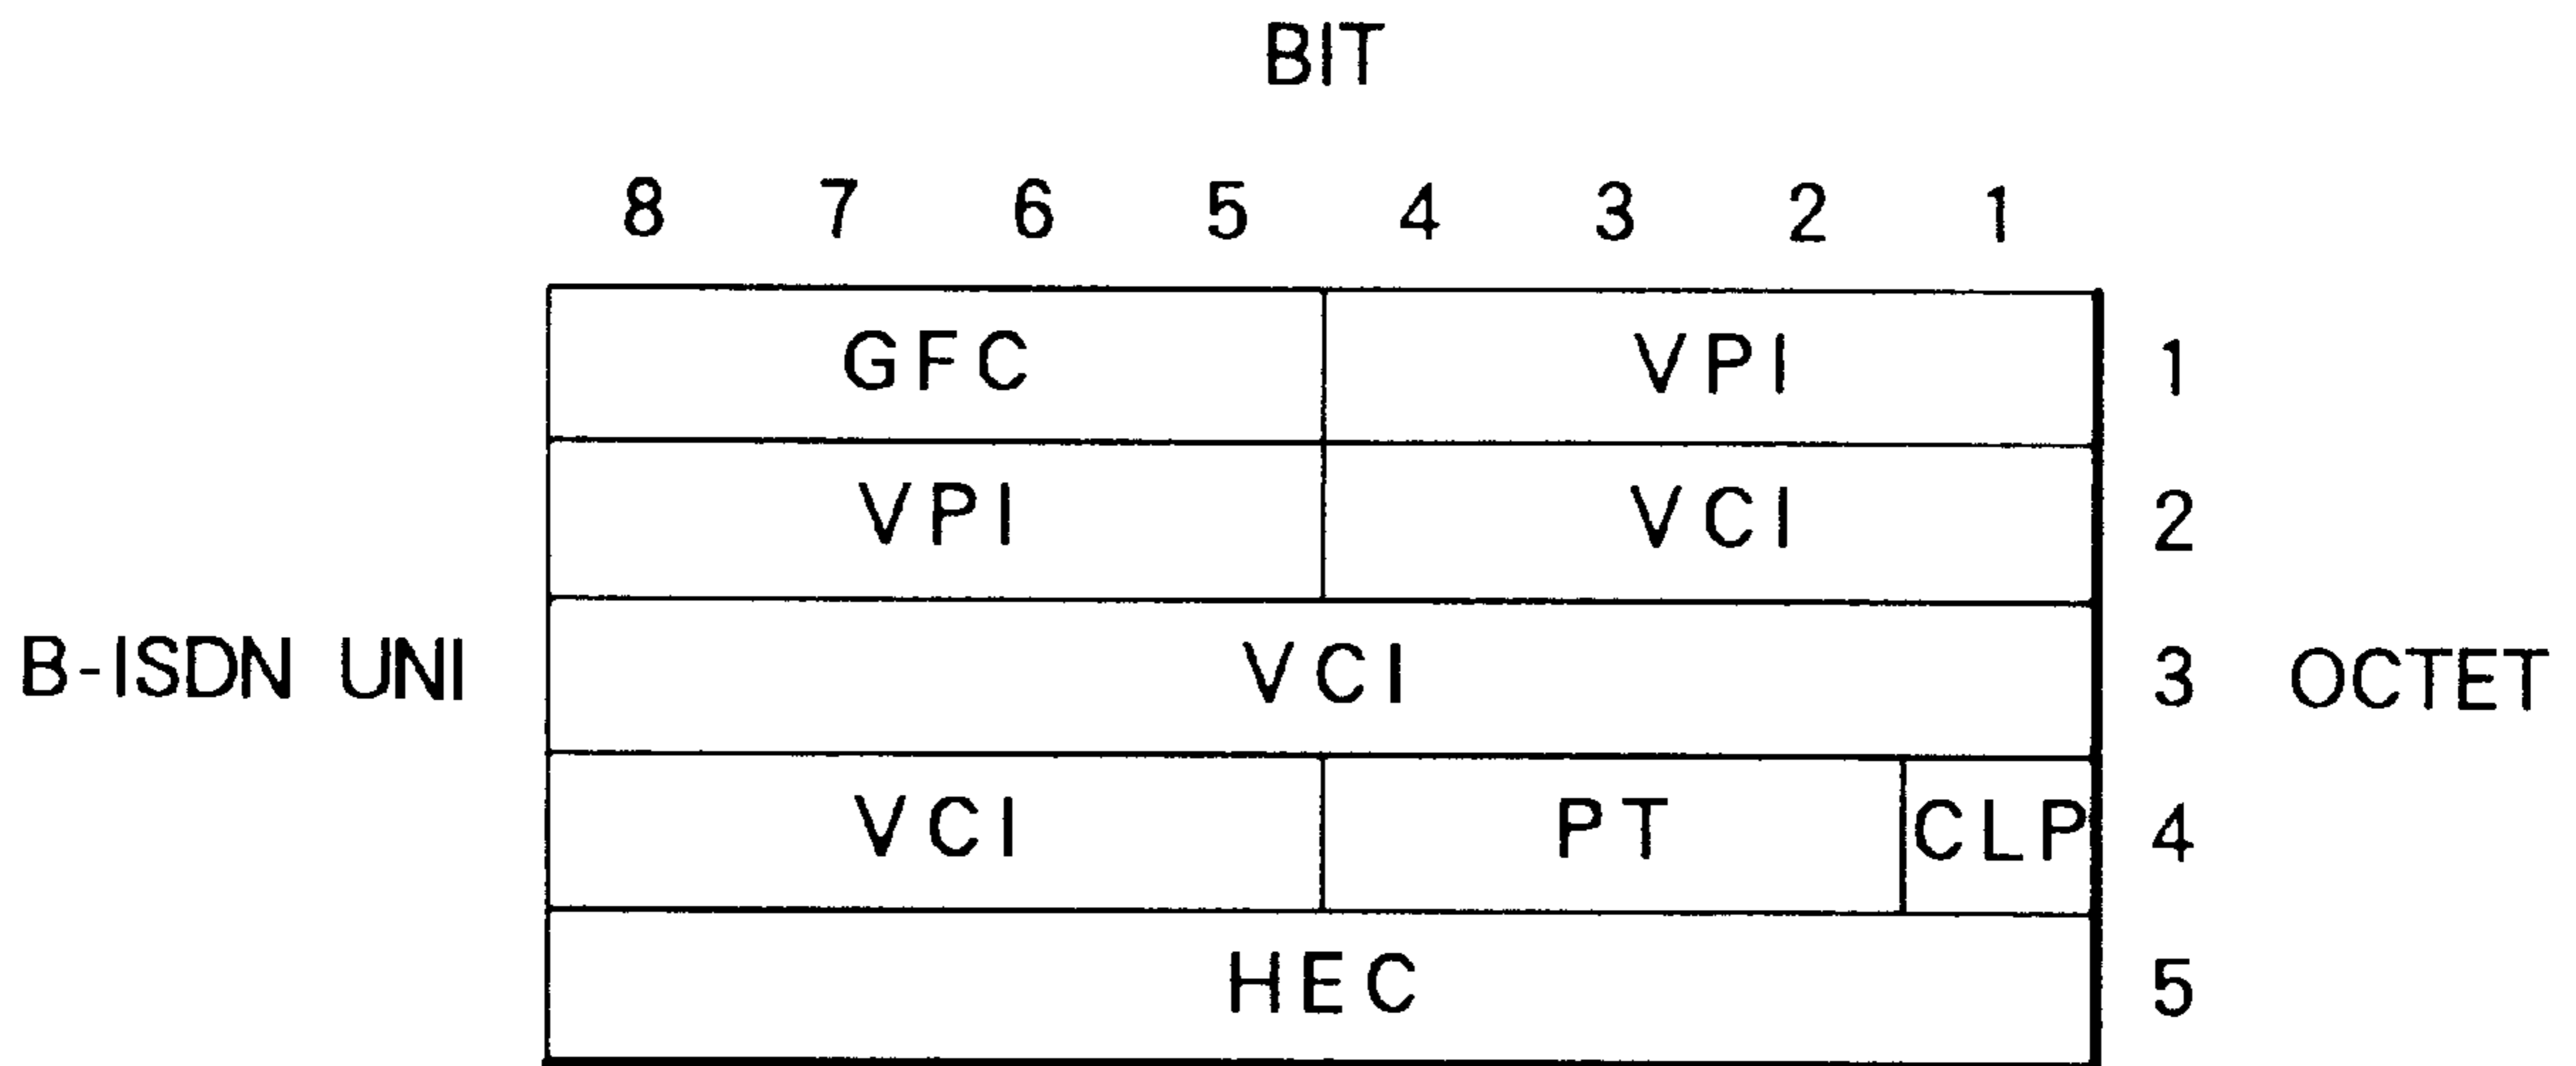 BIT
8 7 6 5 4 3 2 1
GFC VPI 1
VPI VCI 2
B-ISDN UNI VCI 3 OCTET
VCI PT CLP 4
HEC 5